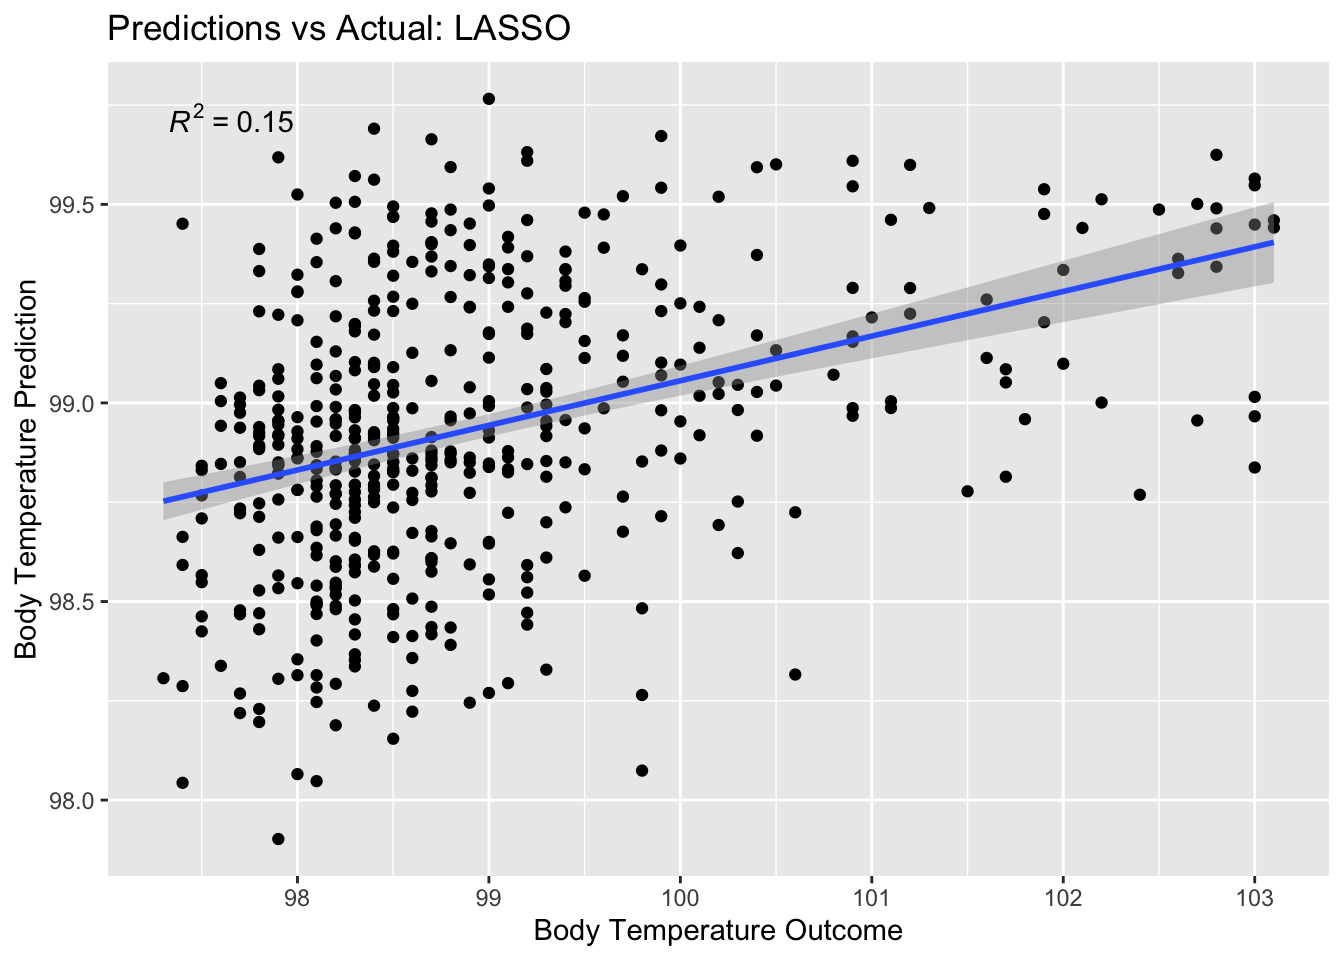 Predictions vs Actual: LASSO
R² = 0.15
99.5
99.0
98.5
98.0
Body Temperature Prediction
98 99 100 101 102 103
Body Temperature Outcome